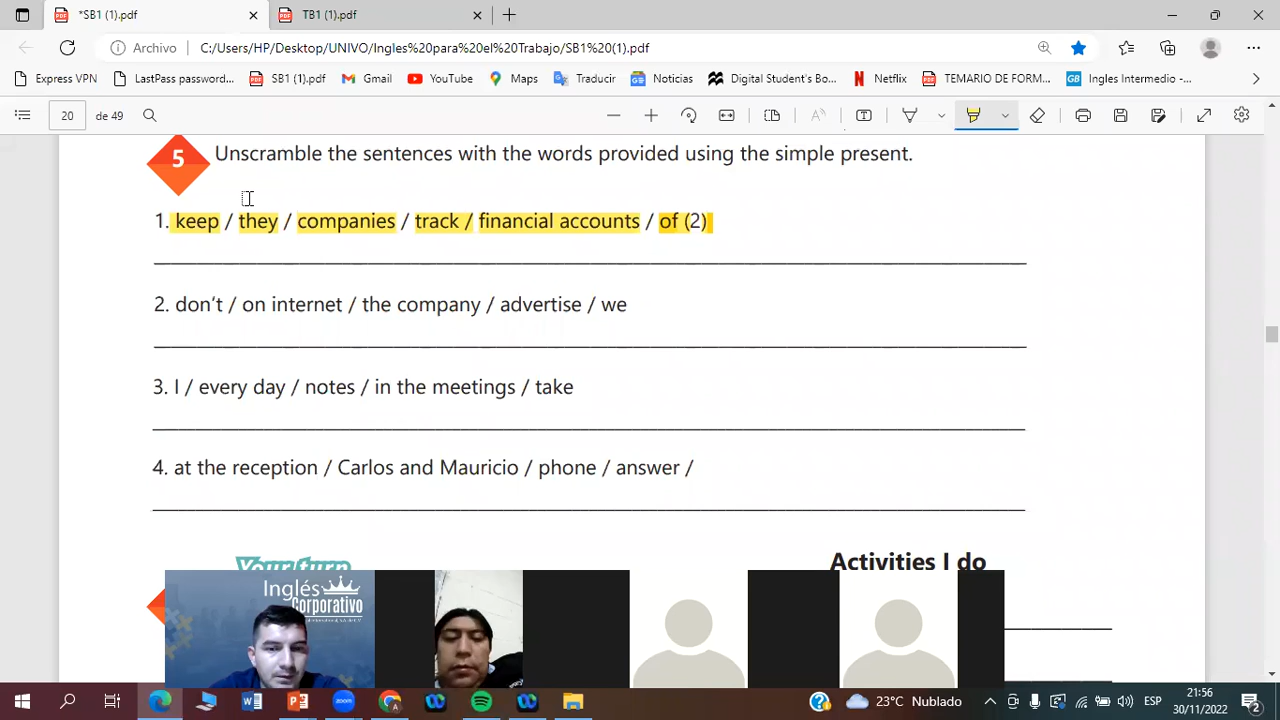 *SB1 (1).pdf
TB1 (1).pdf
Archivo C:/Users/HP/Desktop/UNIVO/Ingles%20para%20el%20Trabajo/SB1%20(1).pdf
Express VPN LastPass password... SB1 (1).pdf Gmail YouTube Maps Traducir Noticias Digital Student's Bo... Netflix TEMARIO DE FORM... Ingles Intermedio -...
20 de 49
5 Unscramble the sentences with the words provided using the simple present.
1. keep / they / companies / track / financial accounts / of (2)
2. don't / on internet / the company / advertise / we
3. I / every day / notes / in the meetings / take
4. at the reception / Carlos and Mauricio / phone / answer /
Your turn
Activities I do
Inglés
Corporativo
23°C Nublado ESP 21:56
30/11/2022
2